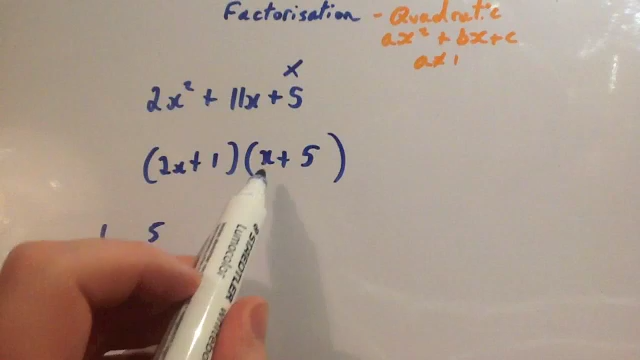 Factorisation - Quadratic
ax² + bx + c
a≠1
x
2x² + 11x + 5
(2x + 1)(x + 5)
1 5
STAEDTLER
Lumocolor